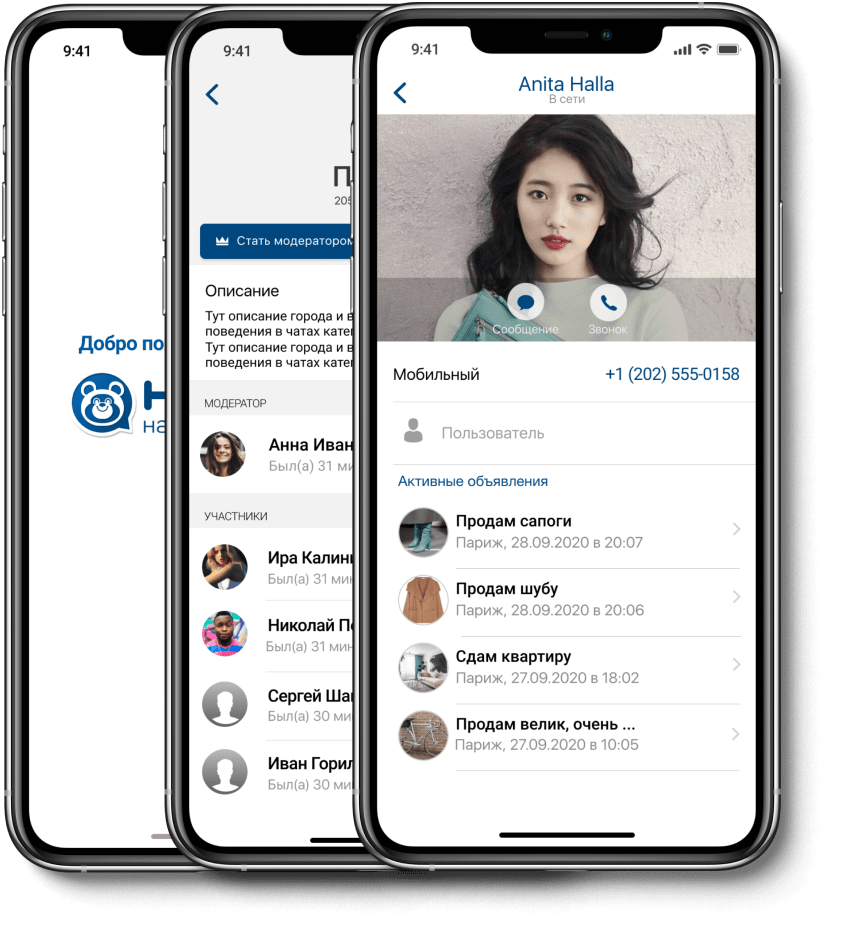 9:41
Добро по
Н
на
9:41
П
205
Стать модератором
Описание
Тут описание города и в
поведения в чатах кате
Тут описание города и в
поведения в чатах кате
МОДЕРАТОР
Анна Иван
Был(а) 31 ми
УЧАСТНИКИ
Ира Калин
Был(а) 31 мин
Николай П
Был(а) 31 мин
Сергей Ша
Был(а) 30 ми
Иван Горил
Был(а) 30 ми
9:41
Anita Halla
В сети
Сообщение
Звонок
Мобильный +1 (202) 555-0158
Пользователь
Активные объявления
Продам сапоги
Париж, 28.09.2020 в 20:07
Продам шубу
Париж, 28.09.2020 в 20:06
Сдам квартиру
Париж, 27.09.2020 в 18:02
Продам велик, очень ...
Париж, 27.09.2020 в 10:05